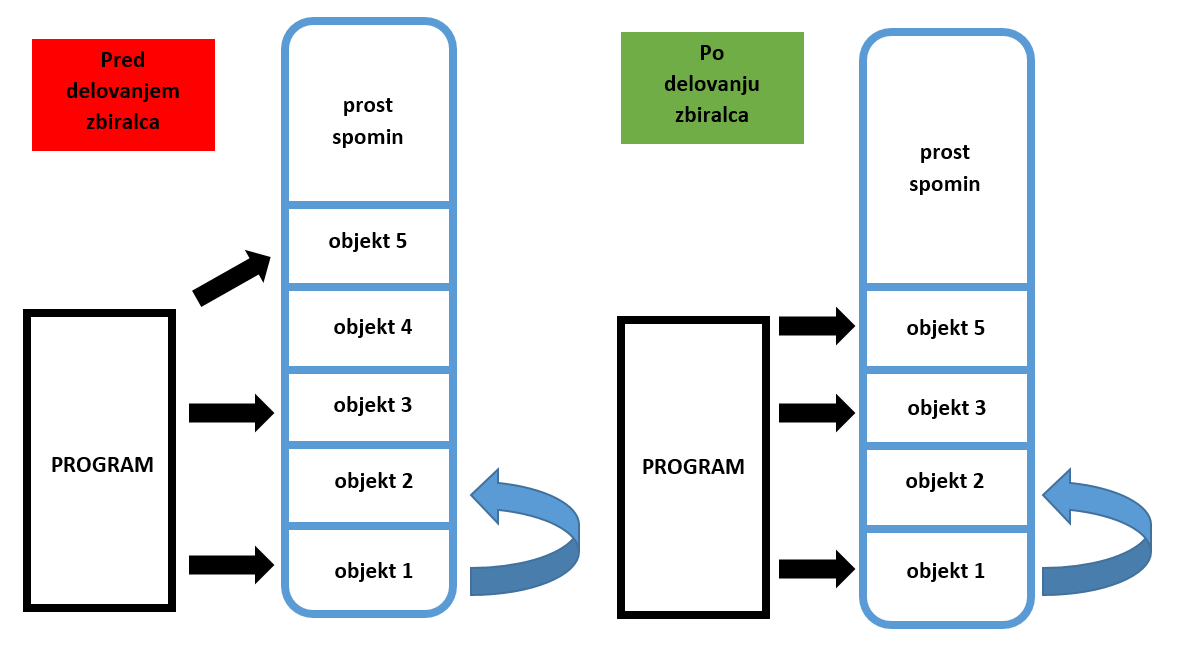 Pred
delovanjem
zbiralca
prost
spomin
objekt 5
objekt 4
objekt 3
objekt 2
objekt 1
PROGRAM
Po
delovanju
zbiralca
prost
spomin
objekt 5
objekt 3
objekt 2
objekt 1
PROGRAM